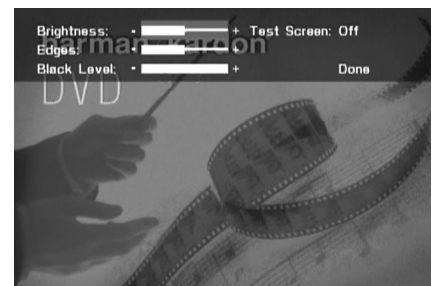 Brightness: - + Test Screen: Off
harman/kardon
Edges: - +
Black Level: - + Done
DVD